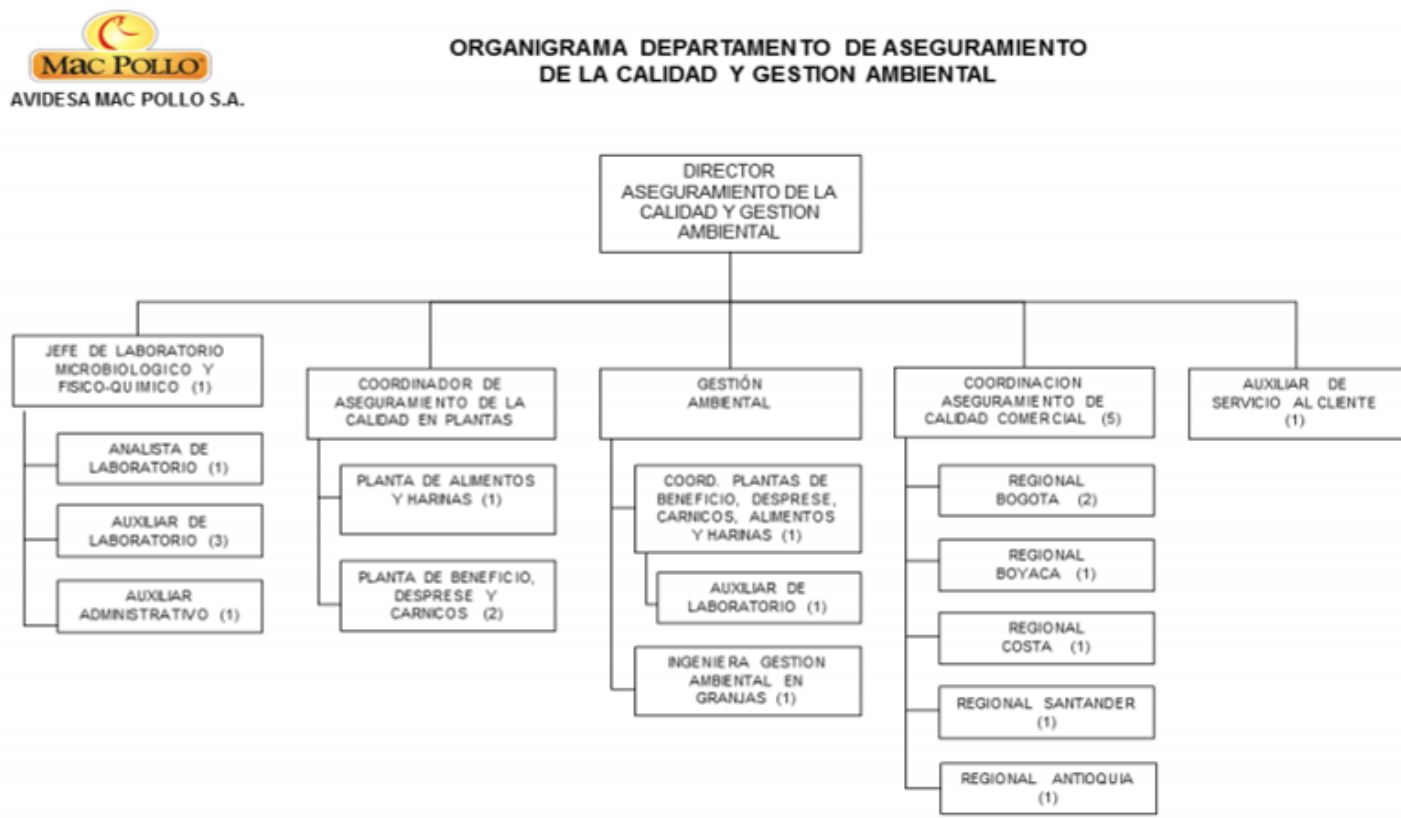 MAC POLLO
AVIDESA MAC POLLO S.A.
ORGANIGRAMA DEPARTAMENTO DE ASEGURAMIENTO
DE LA CALIDAD Y GESTION AMBIENTAL
DIRECTOR
ASEGURAMIENTO DE LA
CALIDAD Y GESTION
AMBIENTAL
JEFE DE LABORATORIO
MICROBIOLOGICO Y
FISICO-QUIMICO (1)
ANALISTA DE
LABORATORIO (1)
AUXILIAR DE
LABORATORIO (3)
AUXILIAR
ADMINISTRATIVO (1)
COORDINADOR DE
ASEGURAMIENTO DE LA
CALIDAD EN PLANTAS
PLANTA DE ALIMENTOS
Y HARINAS (1)
PLANTA DE BENEFICIO,
DESPRESE Y
CARNICOS (2)
GESTIÓN
AMBIENTAL
COORD. PLANTAS DE
BENEFICIO, DESPRESE,
CARNICOS, ALIMENTOS
Y HARINAS (1)
AUXILIAR DE
LABORATORIO (1)
INGENIERA GESTION
AMBIENTAL EN
GRANJAS (1)
COORDINACION
ASEGURAMIENTO DE
CALIDAD COMERCIAL (5)
REGIONAL
BOGOTA (2)
REGIONAL
BOYACA (1)
REGIONAL
COSTA (1)
REGIONAL SANTANDER
(1)
REGIONAL ANTIOQUIA
(1)
AUXILIAR DE
SERVICIO AL CLIENTE
(1)